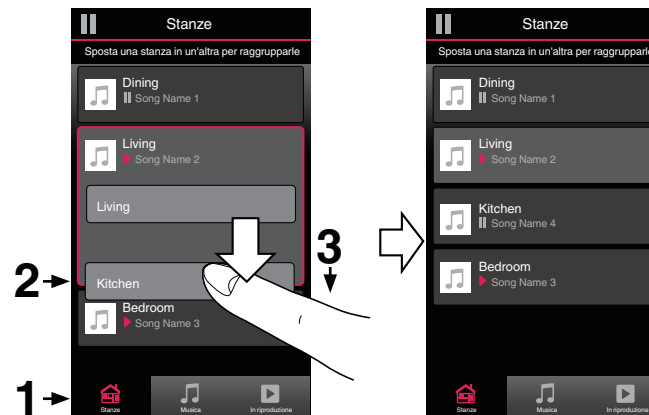 Stanze
Sposta una stanza in un'altra per raggrupparle
Dining
Song Name 1
Living
Song Name 2
Living
Kitchen
Bedroom
Song Name 3
Stanze
Musica
In riproduzione
1
2
3
Stanze
Sposta una stanza in un'altra per raggrupparle
Dining
Song Name 1
Living
Song Name 2
Kitchen
Song Name 4
Bedroom
Song Name 3
Stanze
Musica
In riproduzione